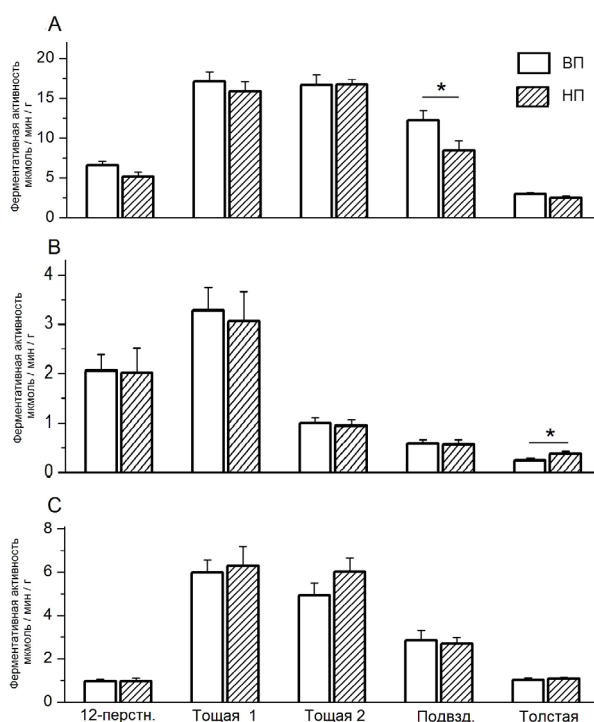 A
Ферментативная активность
мкмоль / мин / г
20
15
10
5
0
*
ВП
НП
B
Ферментативная активность
мкмоль / мин / г
4
3
2
1
0
*
C
Ферментативная активность
мкмоль / мин / г
8
6
4
2
0
12-перстн. Тощая 1 Тощая 2 Подвзд. Толстая